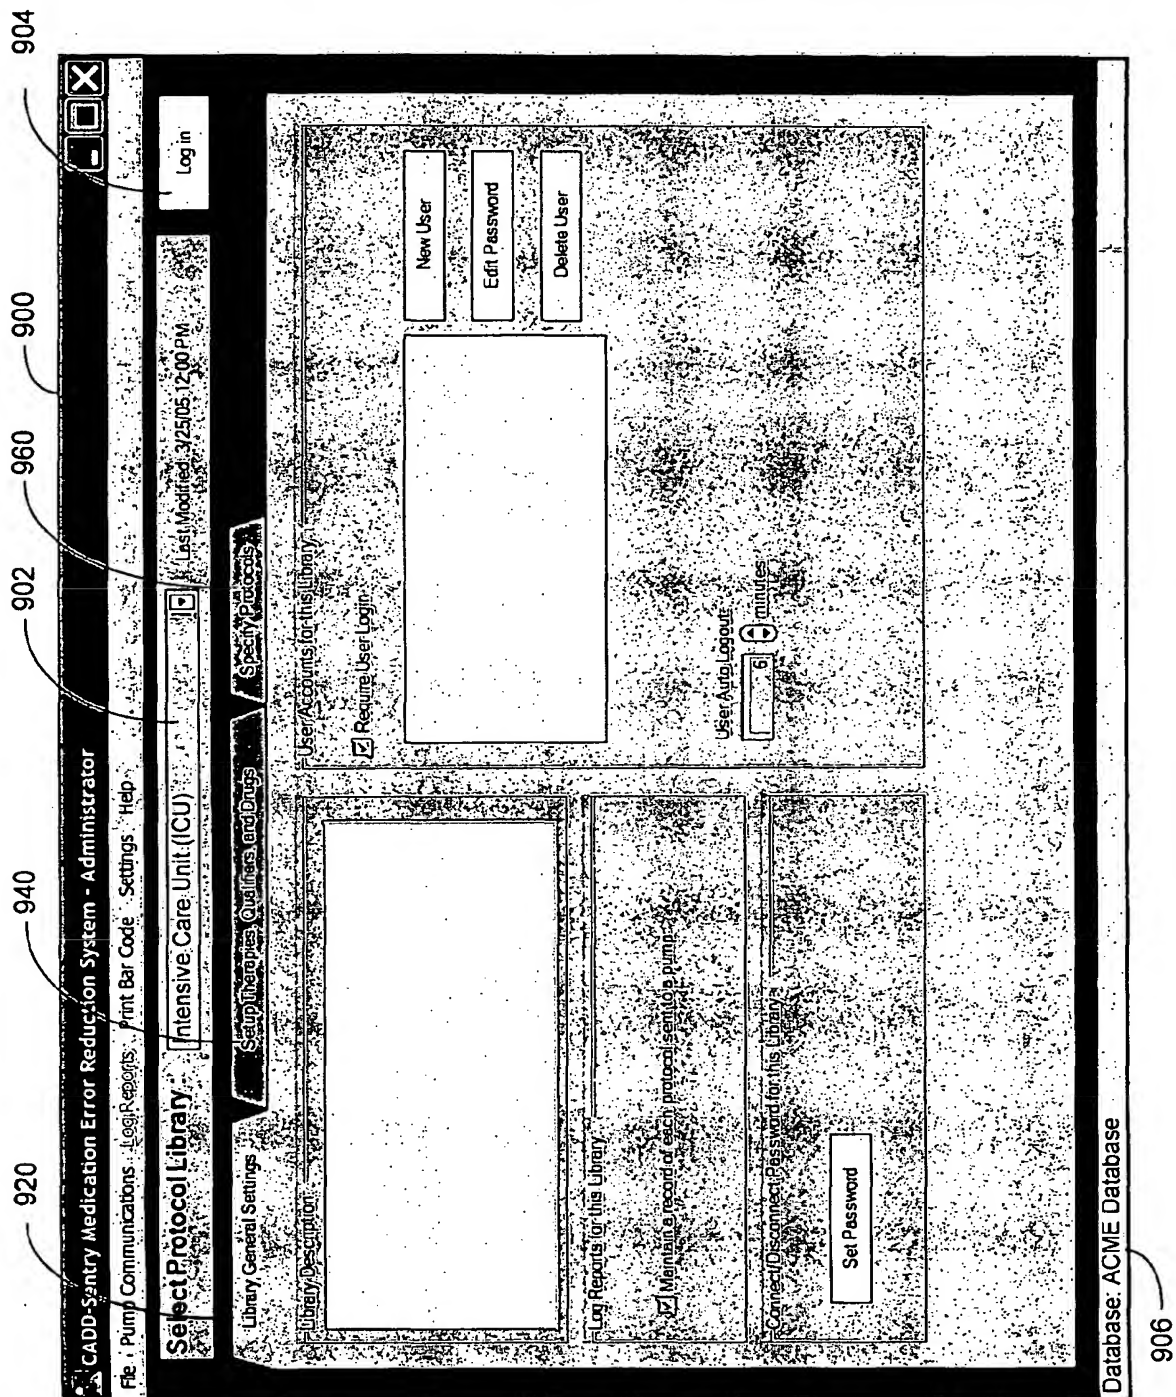 920
940
902
960
900
904
CADD-Sentry Medication Error Reduction System - Administrator
File Pump Communications Log Reports Print Bar Code Settings Help
Select Protocol Library: Intensive Care Unit (ICU) Last Modified 3/25/05 12:00 PM Log in
Library General Settings Setup Therapies, Qualifiers, and Drugs Specify Protocols
Library Description
User Accounts for this Library
Require User Login
New User
Edit Password
Delete User
Log Reports for this Library
Maintain a record of each protocol sent to a pump
User Auto Logout
6 minutes
Connect/Disconnect Password for this Library
Set Password
Database: ACME Database
906